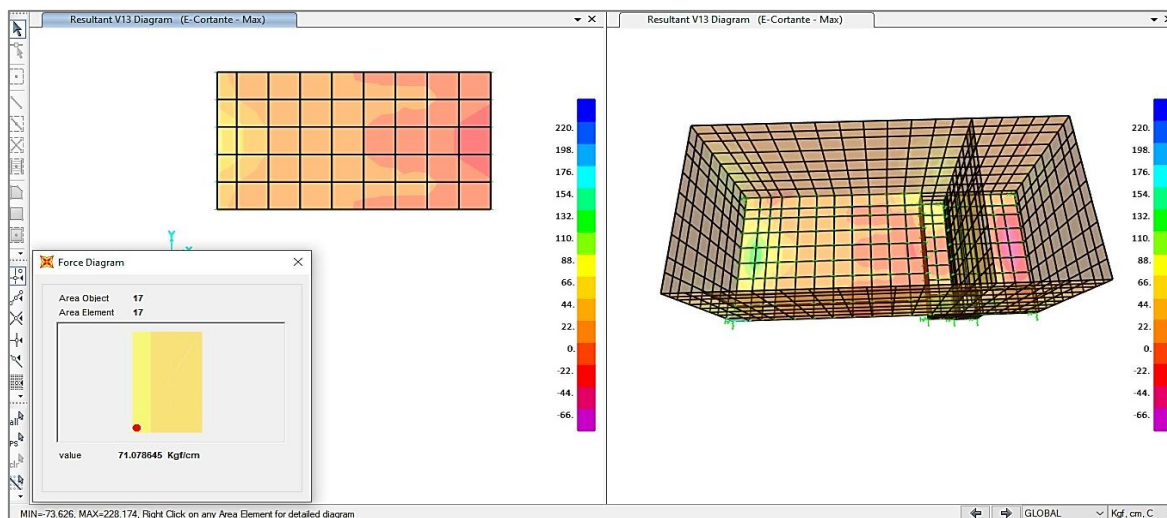 Resultant V13 Diagram (E-Cortante - Max)
Resultant V13 Diagram (E-Cortante - Max)
220.
198.
176.
154.
132.
110.
88.
66.
44.
22.
0.
-22.
-44.
-66.
220.
198.
176.
154.
132.
110.
88.
66.
44.
22.
0.
-22.
-44.
-66.
Y
X
Force Diagram
Area Object 17
Area Element 17
value 71.078645 Kgf/cm
all
PS
clr
MIN=-73.626, MAX=228.174, Right Click on any Area Element for detailed diagram
GLOBAL
Kgf, cm, C